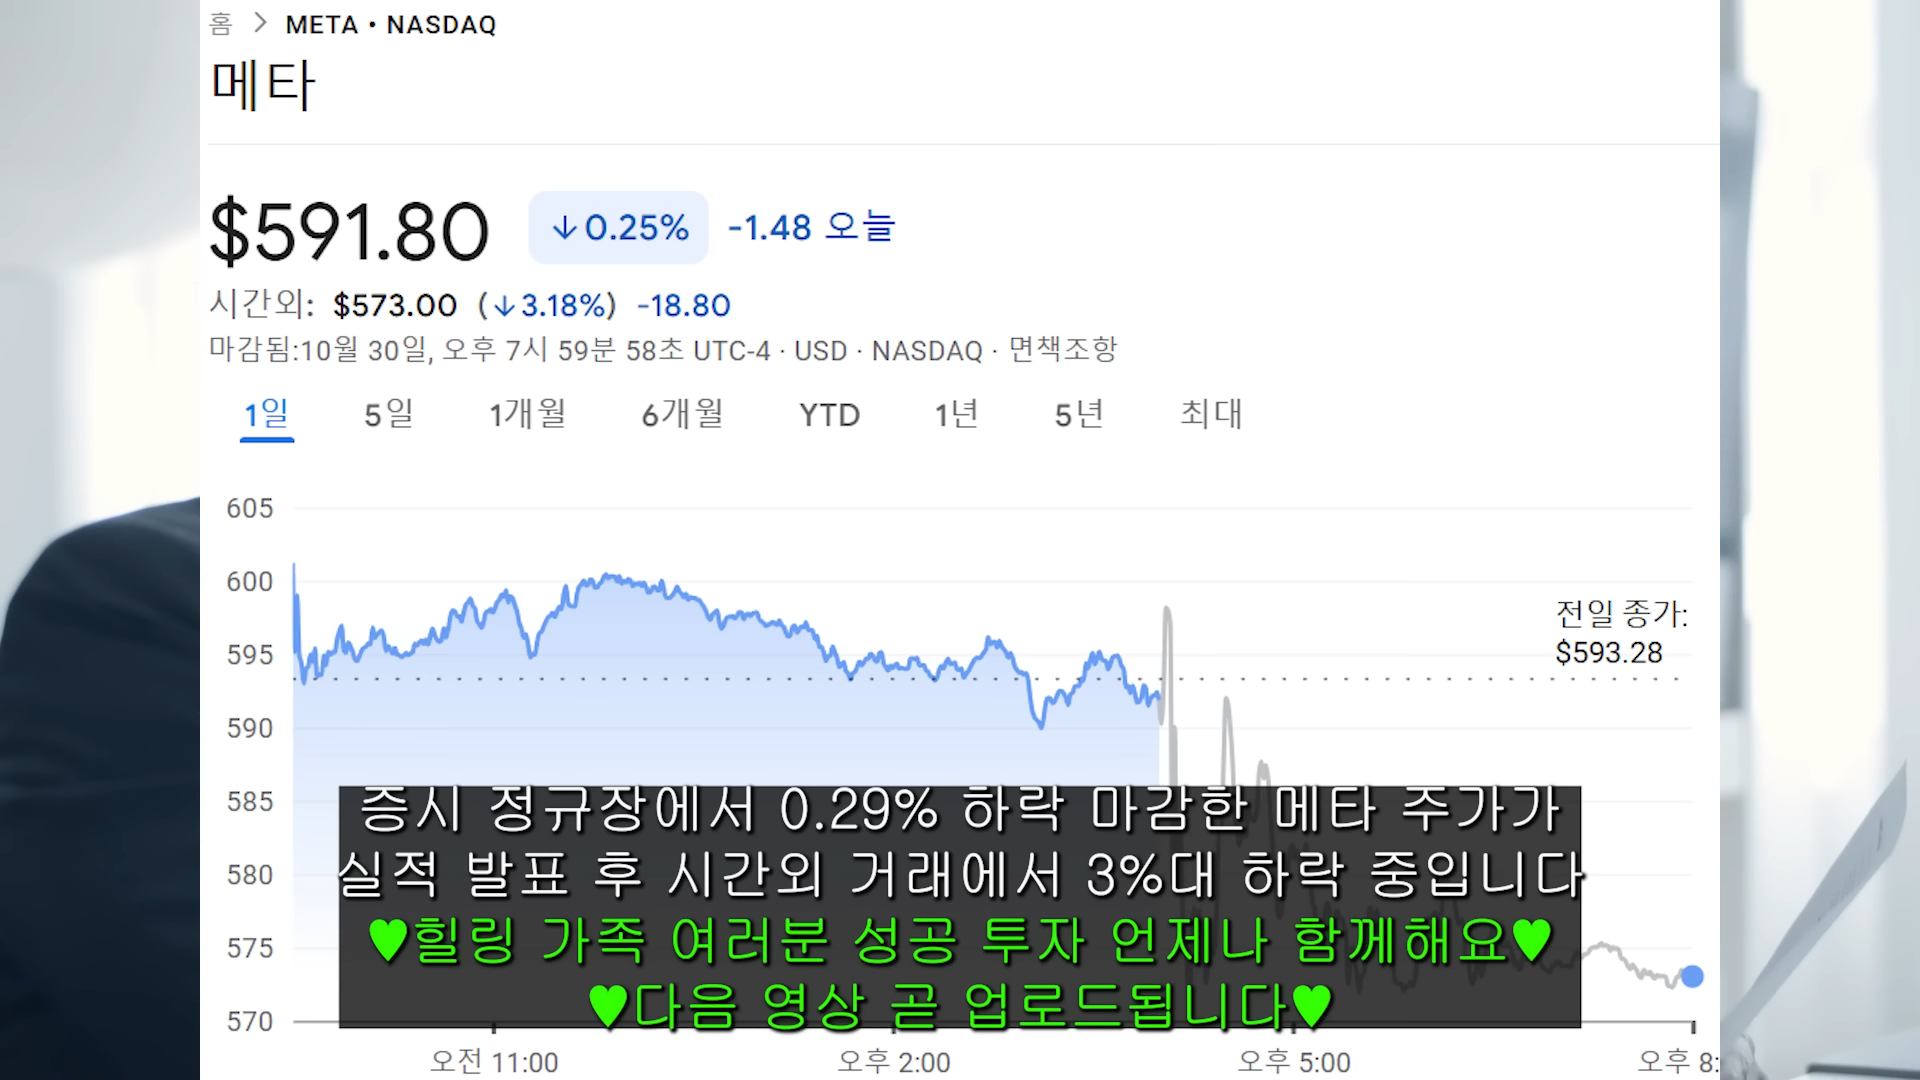 홈 > META • NASDAQ
메타
$591.80 ↓0.25% -1.48 오늘
시간외: $573.00 (↓3.18%) -18.80
마감됨:10월 30일, 오후 7시 59분 58초 UTC-4 · USD · NASDAQ · 면책조항
1일 5일 1개월 6개월 YTD 1년 5년 최대
605
600
전일 종가:
595
$593.28
590
585
증시 정규장에서 0.29% 하락 마감한 메타 주가가
580
실적 발표 후 시간외 거래에서 3%대 하락 중입니다
575
♥힐링 가족 여러분 성공 투자 언제나 함께해요♥
♥다음 영상 곧 업로드됩니다♥
570
오전 11:00 오후 2:00 오후 5:00 오후 8: